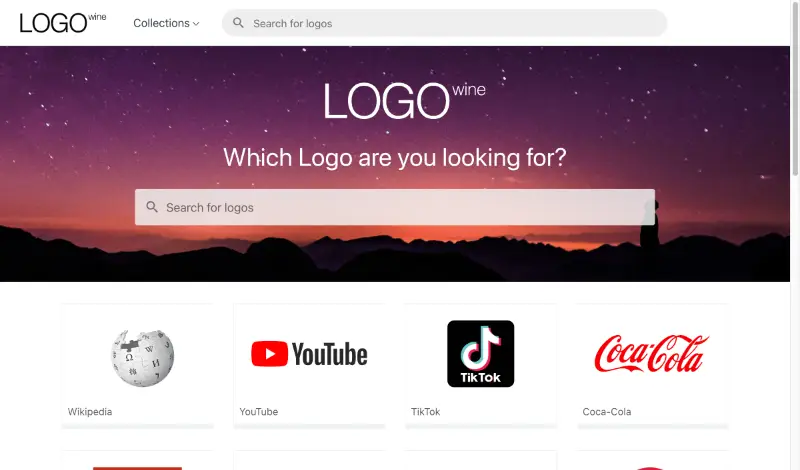 LOGO wine
Collections
Search for logos
LOGO wine
Which Logo are you looking for?
Search for logos
YouTube
TikTok
Coca-Cola
Wikipedia
YouTube
TikTok
Coca-Cola